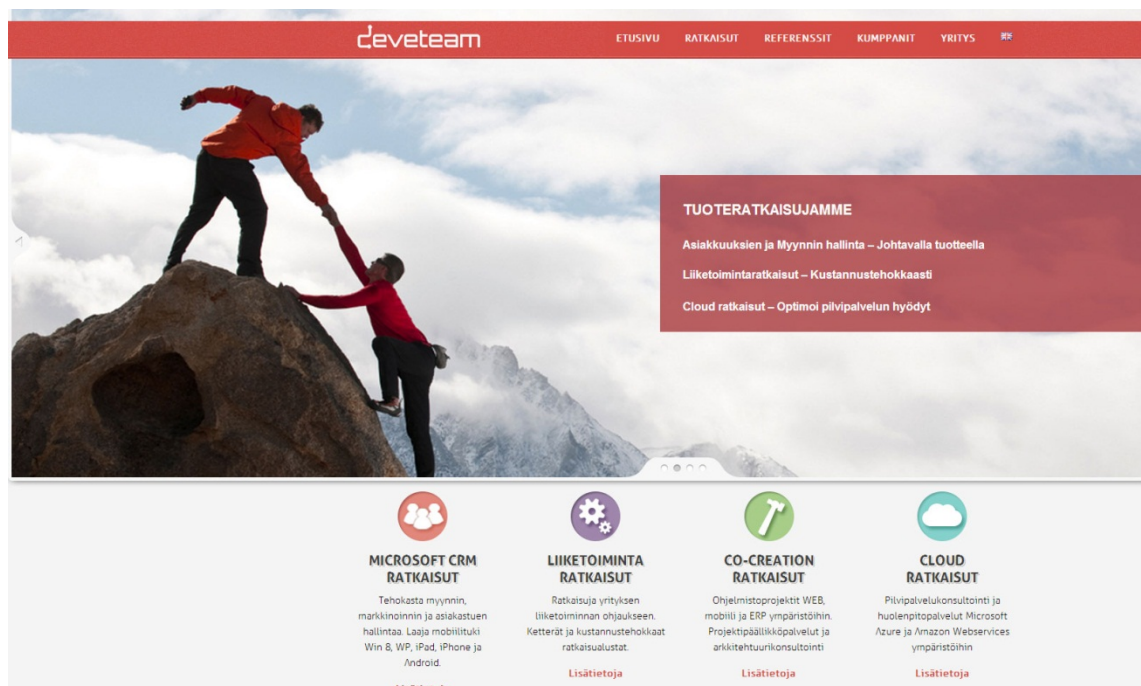 deveteam
ETUSIVU RATKAISUT REFERENSSIT KUMPPANIT YRITYS
TUOTERATKAISUJAMME
Asiakkuuksien ja Myynnin hallinta – Johtavalla tuotteella
Liiketoimintaratkaisut – Kustannustehokkaasti
Cloud ratkaisut – Optimoi pilvipalvelun hyödyt
MICROSOFT CRM
RATKAISUT
Tehokasta myynnin,
markkinoinnin ja asiakastuen
hallintaa. Laaja mobiilituki
Win 8, WP, iPad, iPhone ja
Android.
LIIKETOIMINTA
RATKAISUT
Ratkaisuja yrityksen
liiketoiminnan ohjaukseen.
Ketterät ja kustannustehokkaat
ratkaisualustat.
Lisätietoja
CO-CREATION
RATKAISUT
Ohjelmistoprojektit WEB,
mobiili ja ERP ympäristöihin.
Projektipäällikköpalvelut ja
arkkitehtuurikonsultointi
Lisätietoja
CLOUD
RATKAISUT
Pilvipalvelukonsultointi ja
huolenpitopalvelut Microsoft
Azure ja Amazon Webservices
ympäristöihin
Lisätietoja